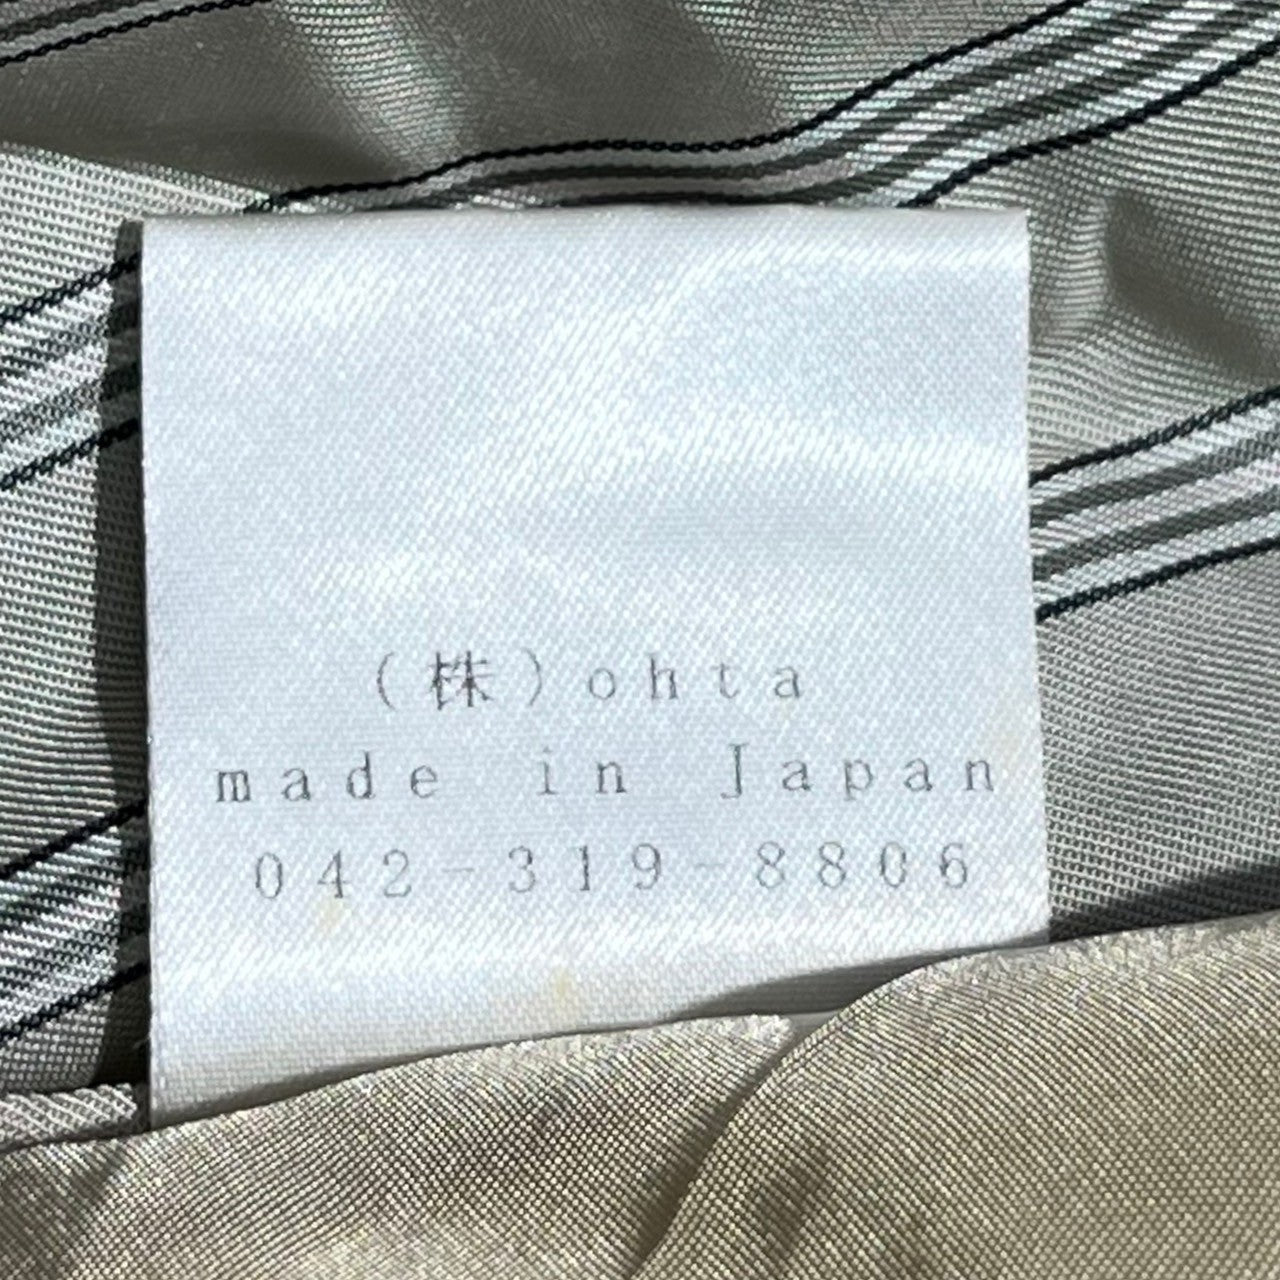 (株)ohta
made in Japan
042-319-8806